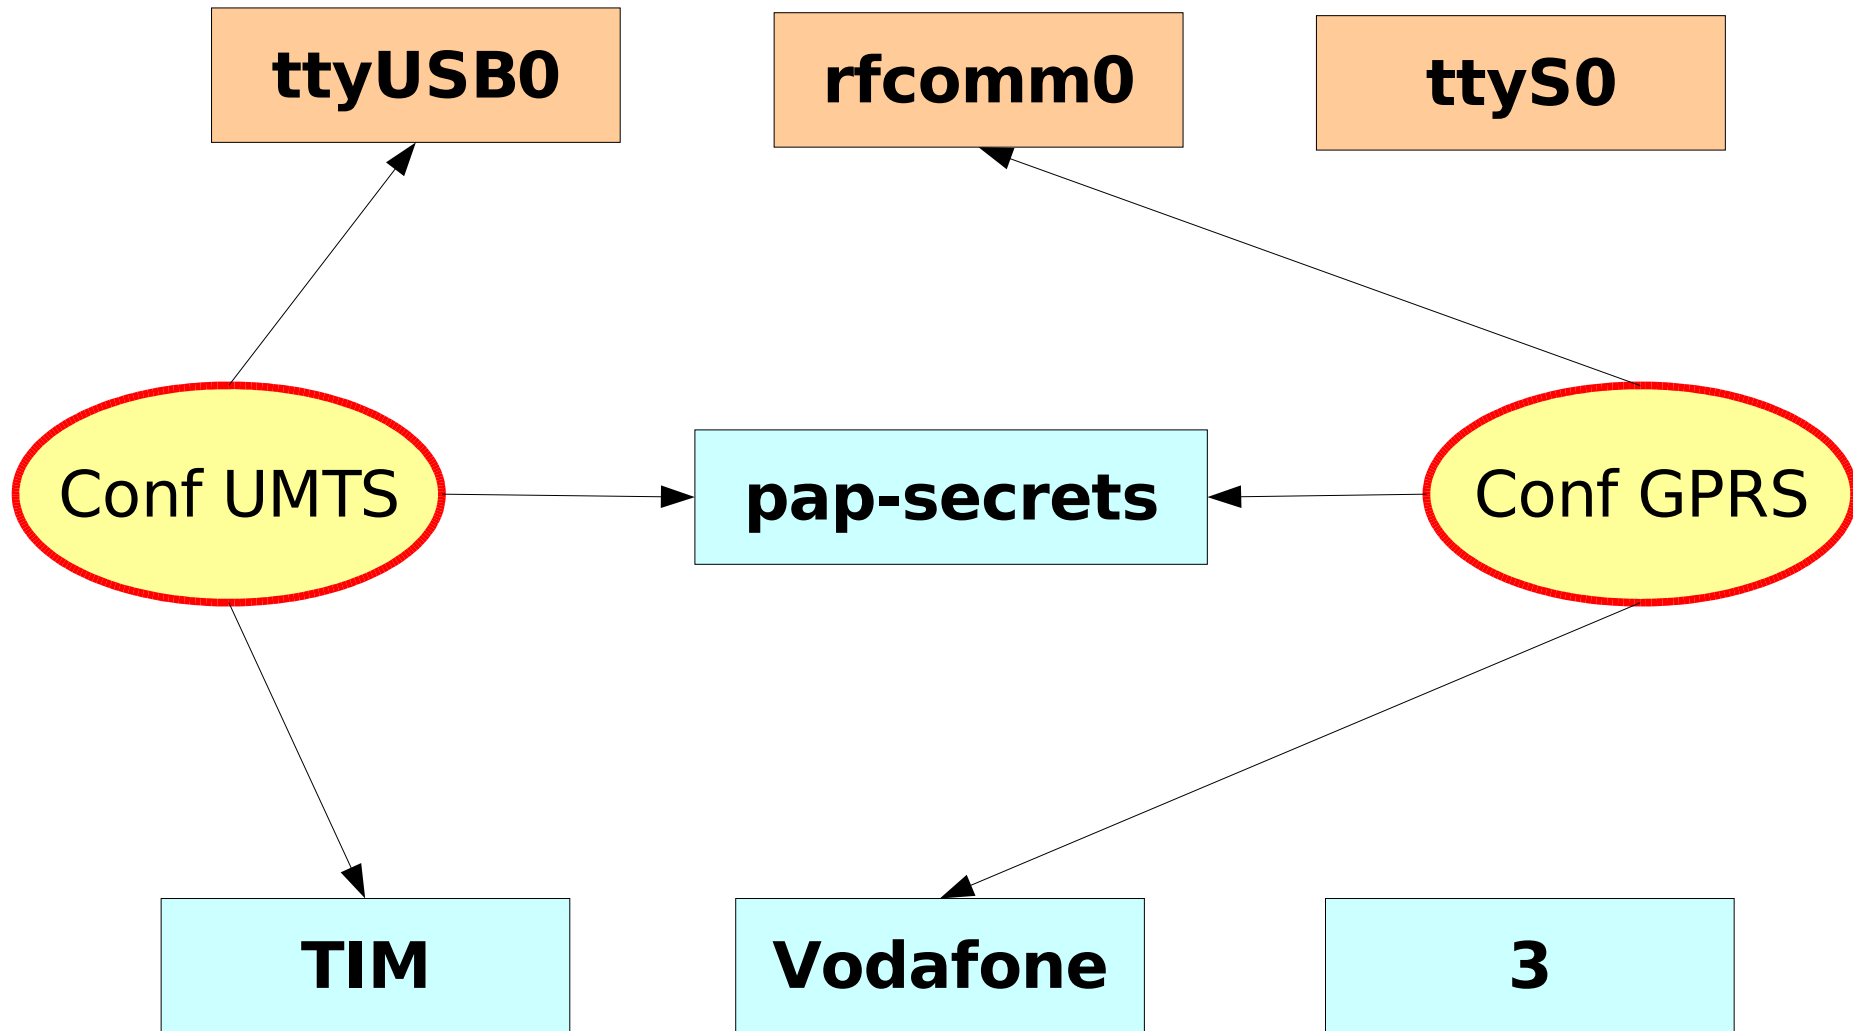 ttyUSB0
rfcomm0
ttyS0
Conf UMTS
pap-secrets
Conf GPRS
TIM
Vodafone
3